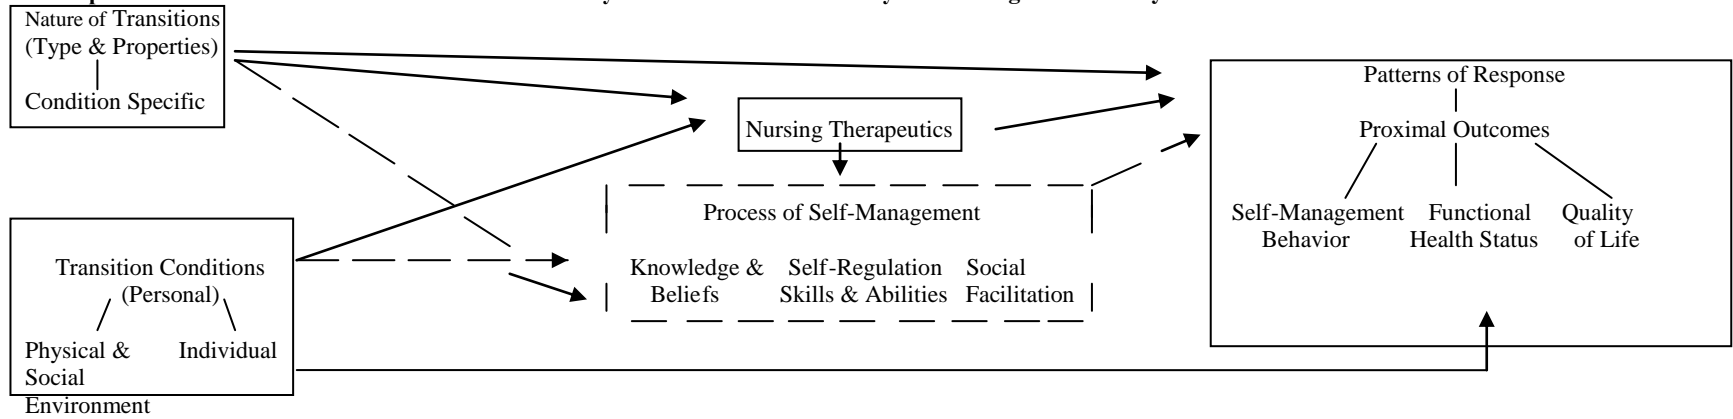 Nature of Transitions
(Type & Properties)
Condition Specific
Nursing Therapeutics
Patterns of Response
Proximal Outcomes
Self-Management Behavior
Functional Health Status
Quality of Life
Process of Self-Management
Knowledge & Beliefs
Self-Regulation Skills & Abilities
Social Facilitation
Transition Conditions
(Personal)
Physical &
Social
Environment
Individual